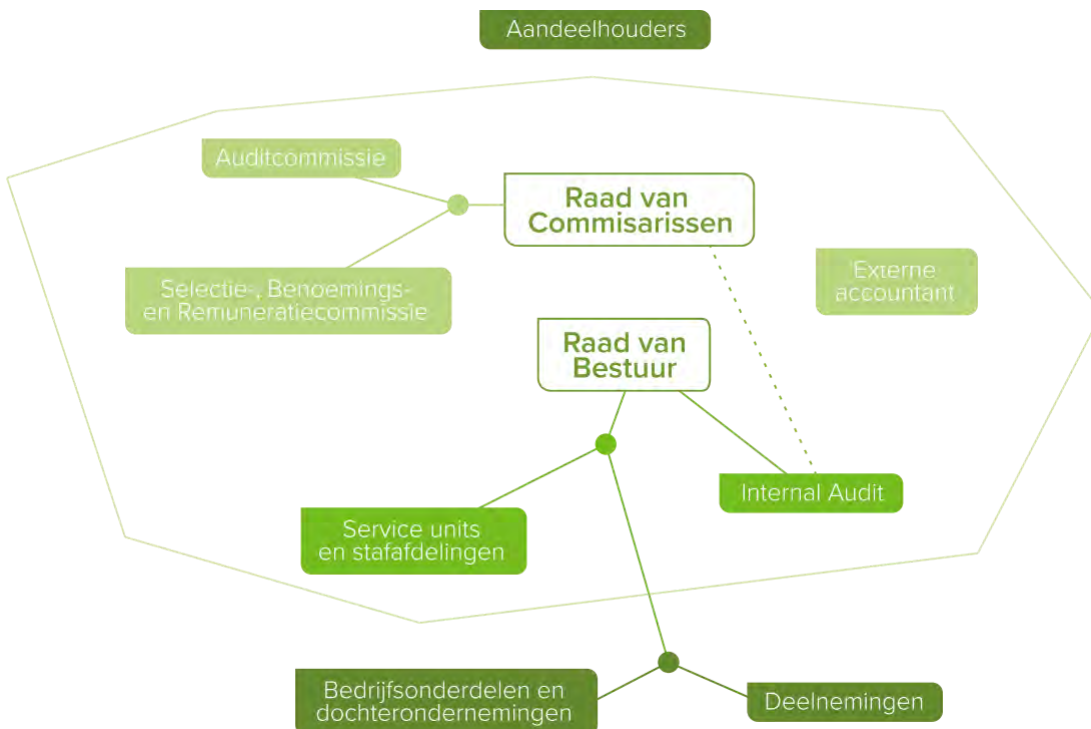 Aandeelhouders
Auditcommissie
Raad van
Commisarissen
Selectie-, Benoemings-
en Remuneratiecommissie
Externe
accountant
Raad van
Bestuur
Internal Audit
Service units
en stafafdelingen
Bedrijfsonderdelen en
dochterondernemingen
Deelnemingen